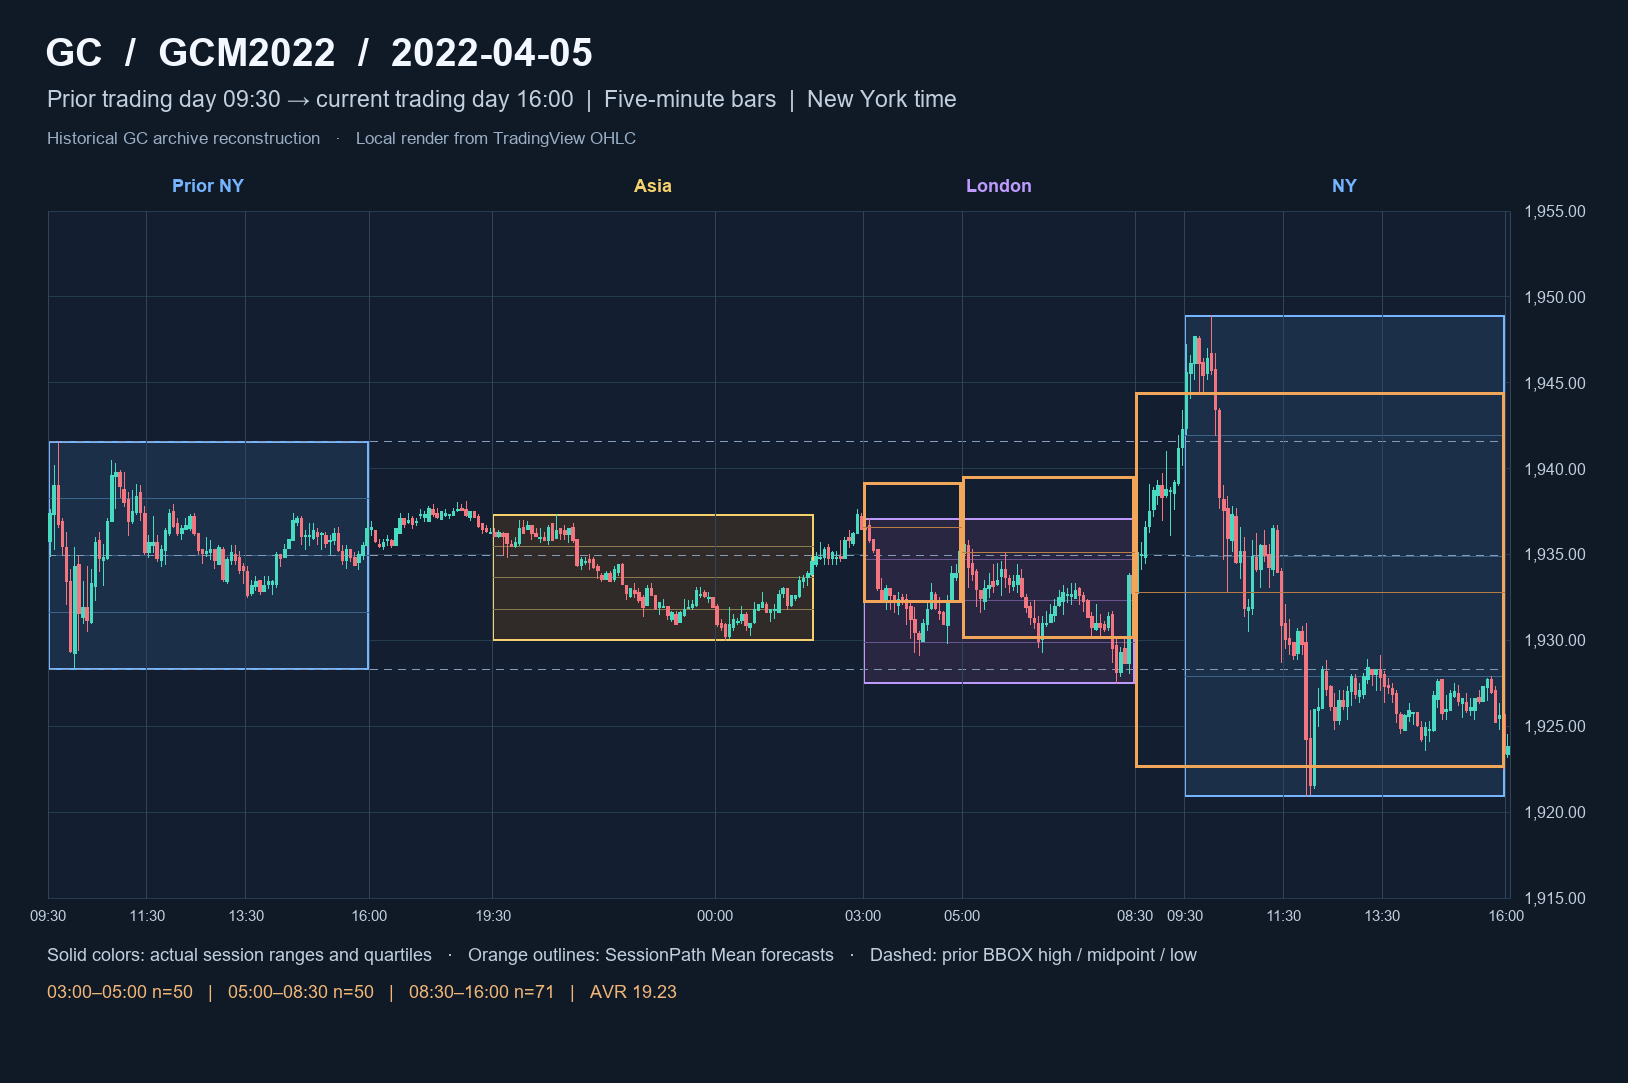 GC / GCM2022 / 2022-04-05
Prior trading day 09:30 → current trading day 16:00 | Five-minute bars | New York time
Historical GC archive reconstruction · Local render from TradingView OHLC
Prior NY Asia London NY
1,955.00
1,950.00
1,945.00
1,940.00
1,935.00
1,930.00
1,925.00
1,920.00
1,915.00
09:30 11:30 13:30 16:00 19:30 00:00 03:00 05:00 08:30 09:30 11:30 13:30 16:00
Solid colors: actual session ranges and quartiles · Orange outlines: SessionPath Mean forecasts · Dashed: prior BBOX high / midpoint / low
03:00–05:00 n=50 | 05:00–08:30 n=50 | 08:30–16:00 n=71 | AVR 19.23